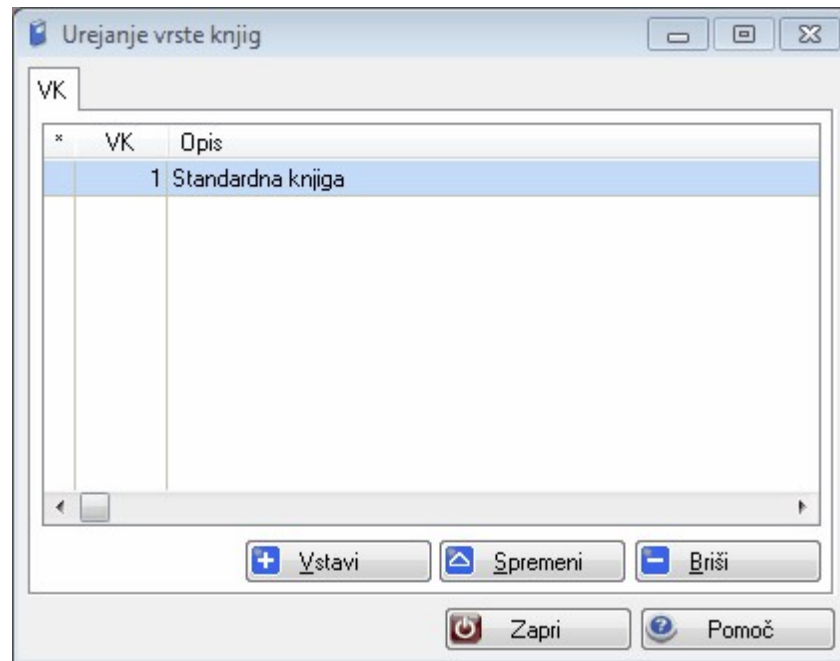 Urejanje vrste knjig
VK
* VK Opis
1 Standardna knjiga
Vstavi Spremeni Briši
Zapri Pomoč